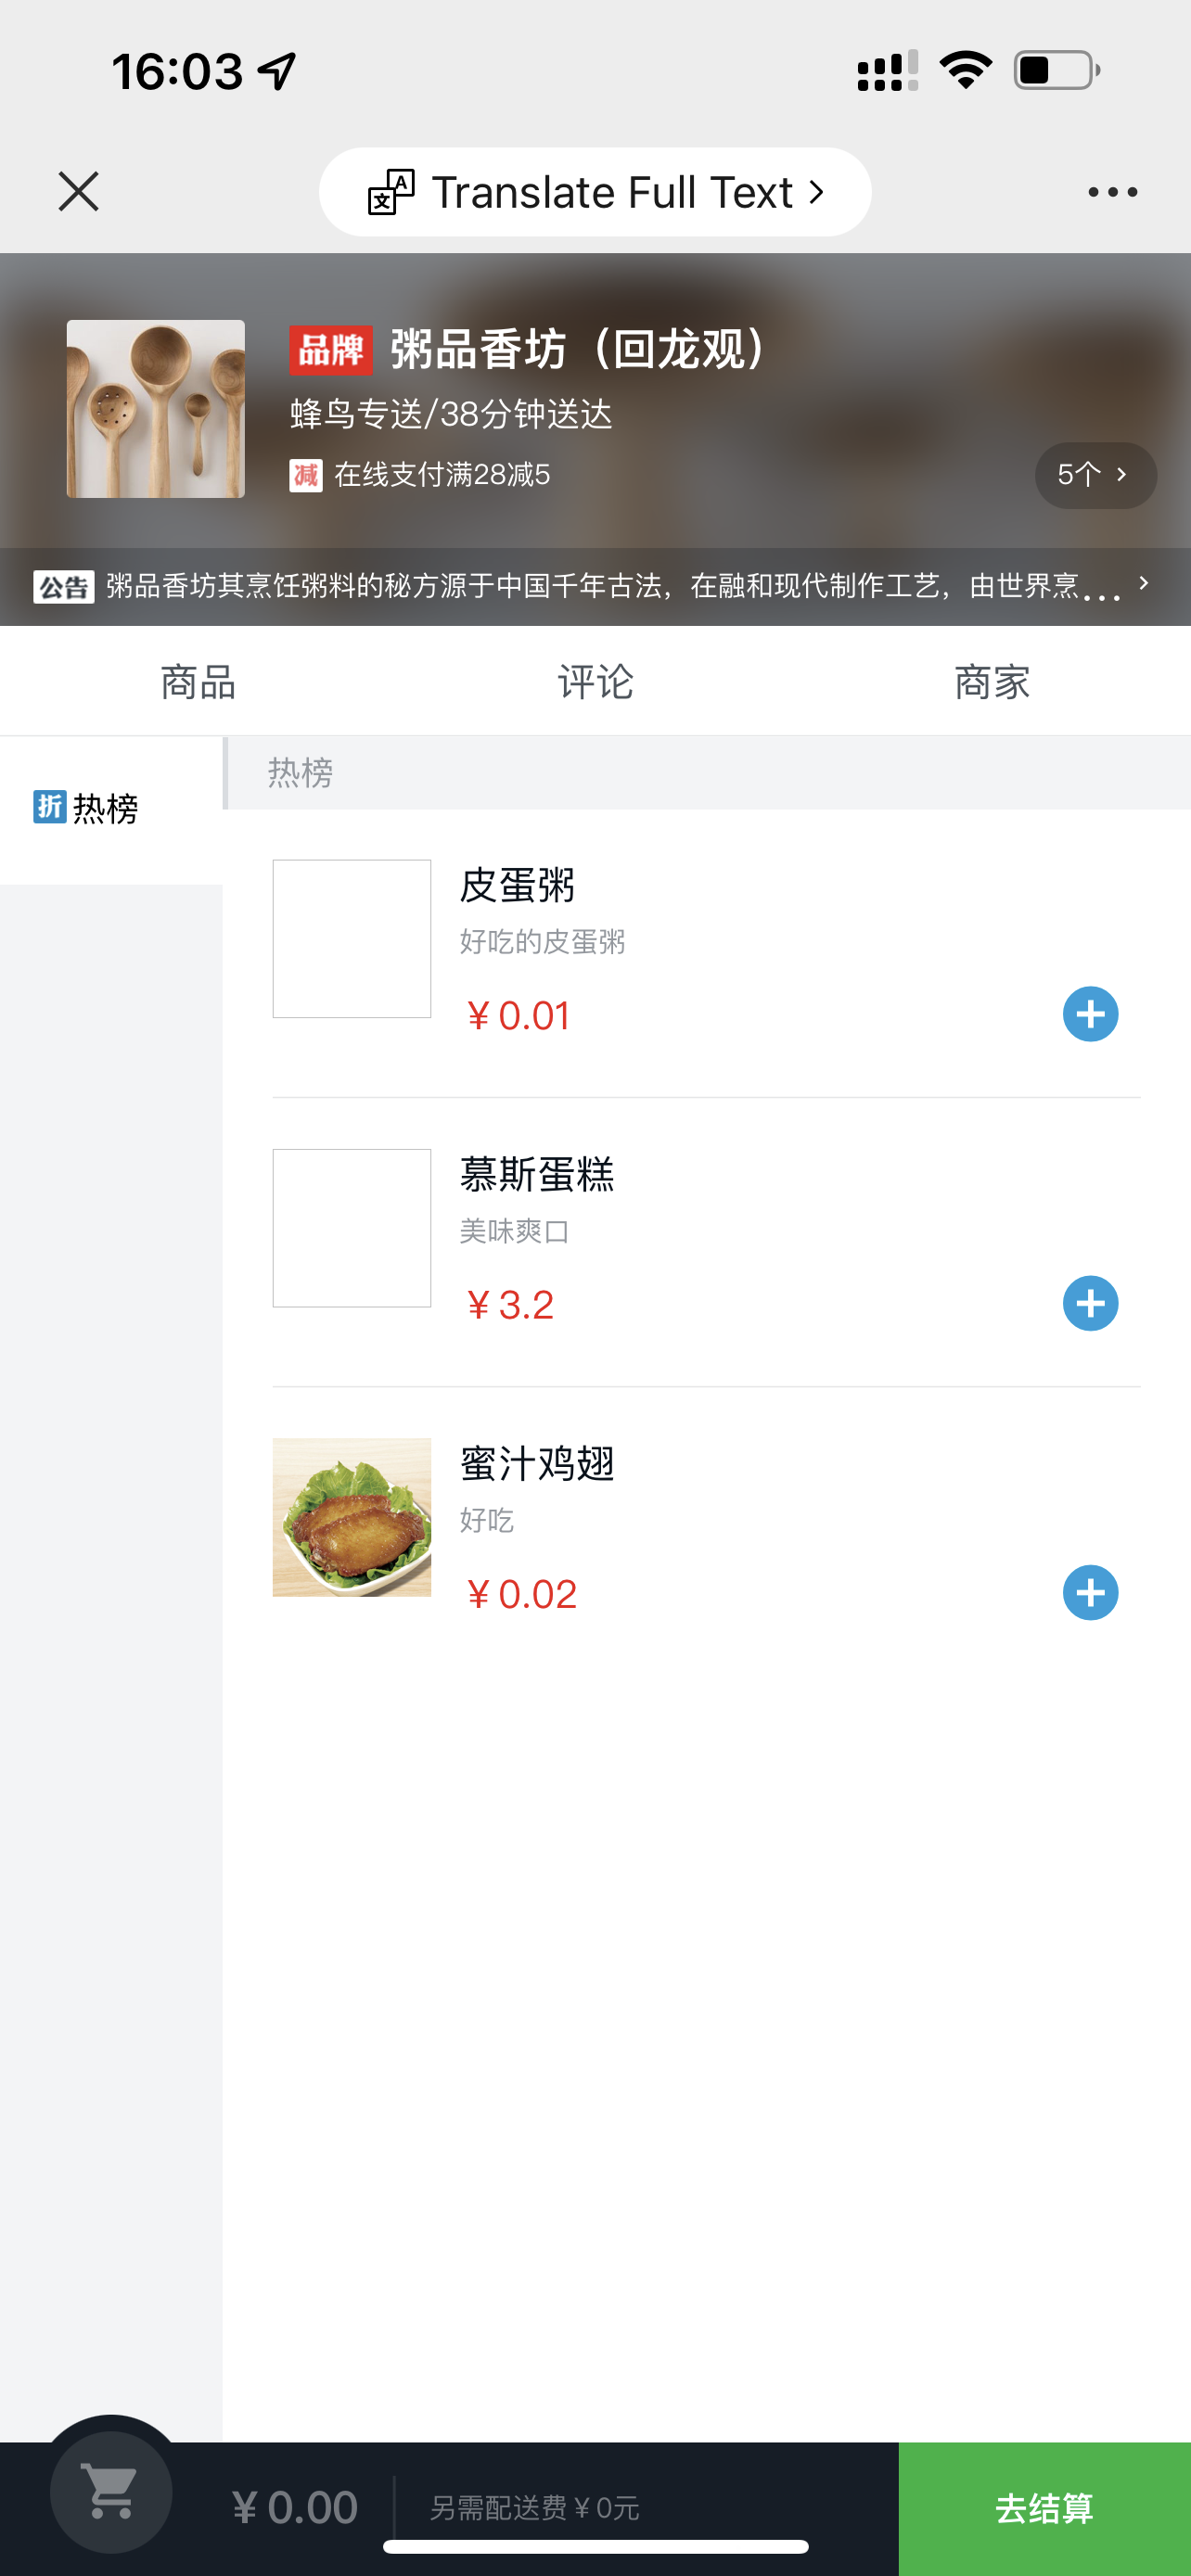 16:03
Translate Full Text
品牌 粥品香坊（回龙观）
蜂鸟专送/38分钟送达
减 在线支付满28减5
5个
公告 粥品香坊其烹饪粥料的秘方源于中国千年古法，在融和现代制作工艺，由世界烹...
商品 评论 商家
折 热榜
热榜
皮蛋粥
好吃的皮蛋粥
￥0.01
慕斯蛋糕
美味爽口
￥3.2
蜜汁鸡翅
好吃
￥0.02
￥0.00
另需配送费￥0元
去结算